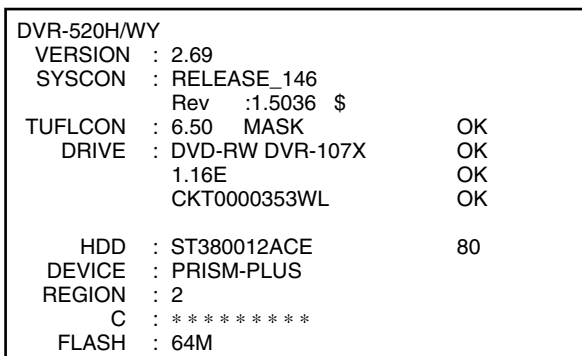 DVR-520H/WY
VERSION : 2.69
SYSCON : RELEASE_146
Rev :1.5036 $
TUFLCON : 6.50 MASK OK
DRIVE : DVD-RW DVR-107X OK
1.16E OK
CKT0000353WL OK
HDD : ST380012ACE 80
DEVICE : PRISM-PLUS
REGION : 2
C : * * * * * * * * *
FLASH : 64M